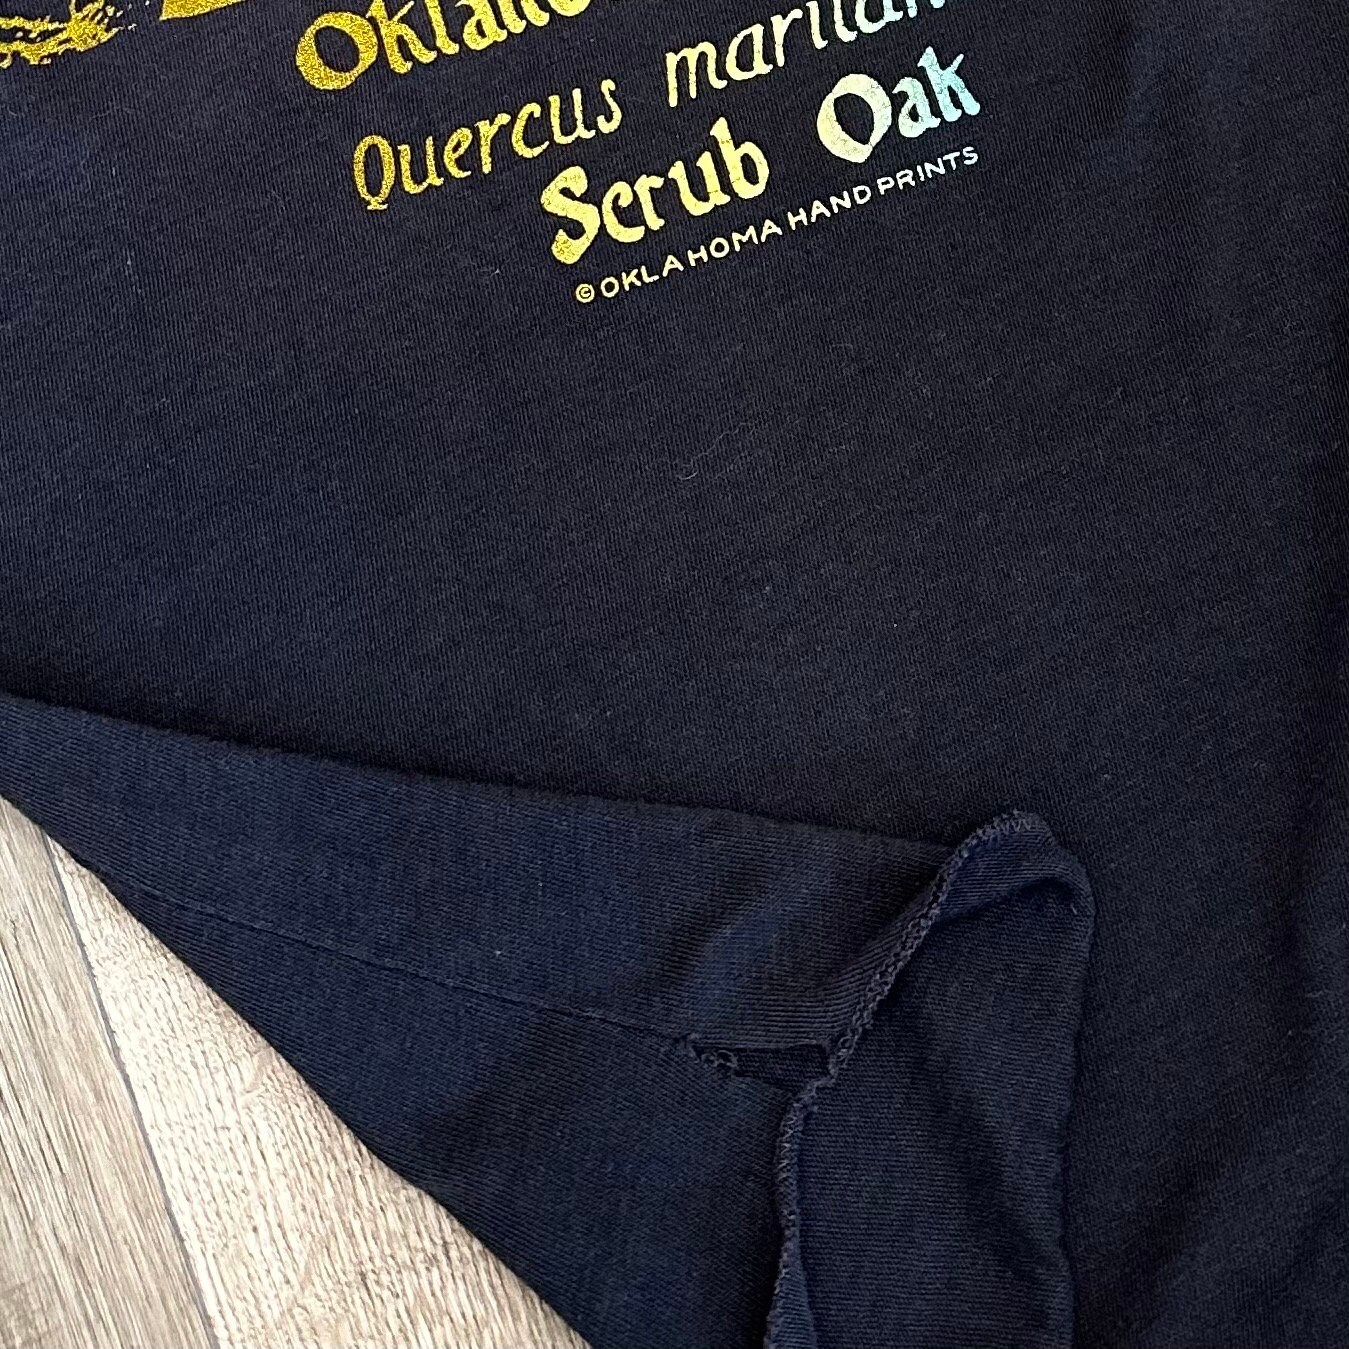 Quercus
Scrub Oak
© OKLAHOMA HAND PRINTS